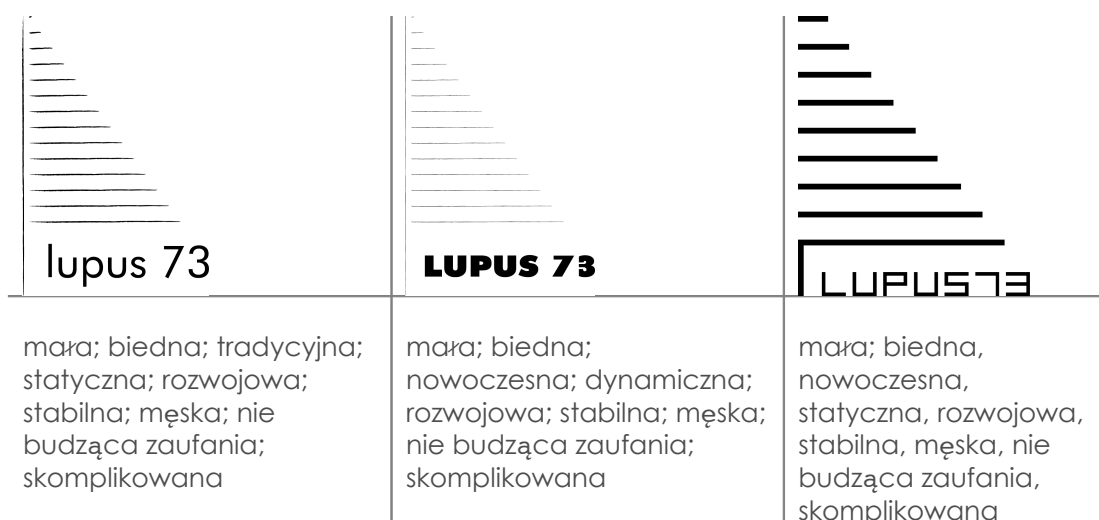 lupus 73
LUPUS 73
LUPUS73
mała; biedna; tradycyjna;
statyczna; rozwojowa;
stabilna; męska; nie
budząca zaufania;
skomplikowana
mała; biedna;
nowoczesna; dynamiczna;
rozwojowa; stabilna; męska;
nie budząca zaufania;
skomplikowana
mała; biedna,
nowoczesna,
statyczna, rozwojowa,
stabilna, męska, nie
budząca zaufania,
skomplikowana